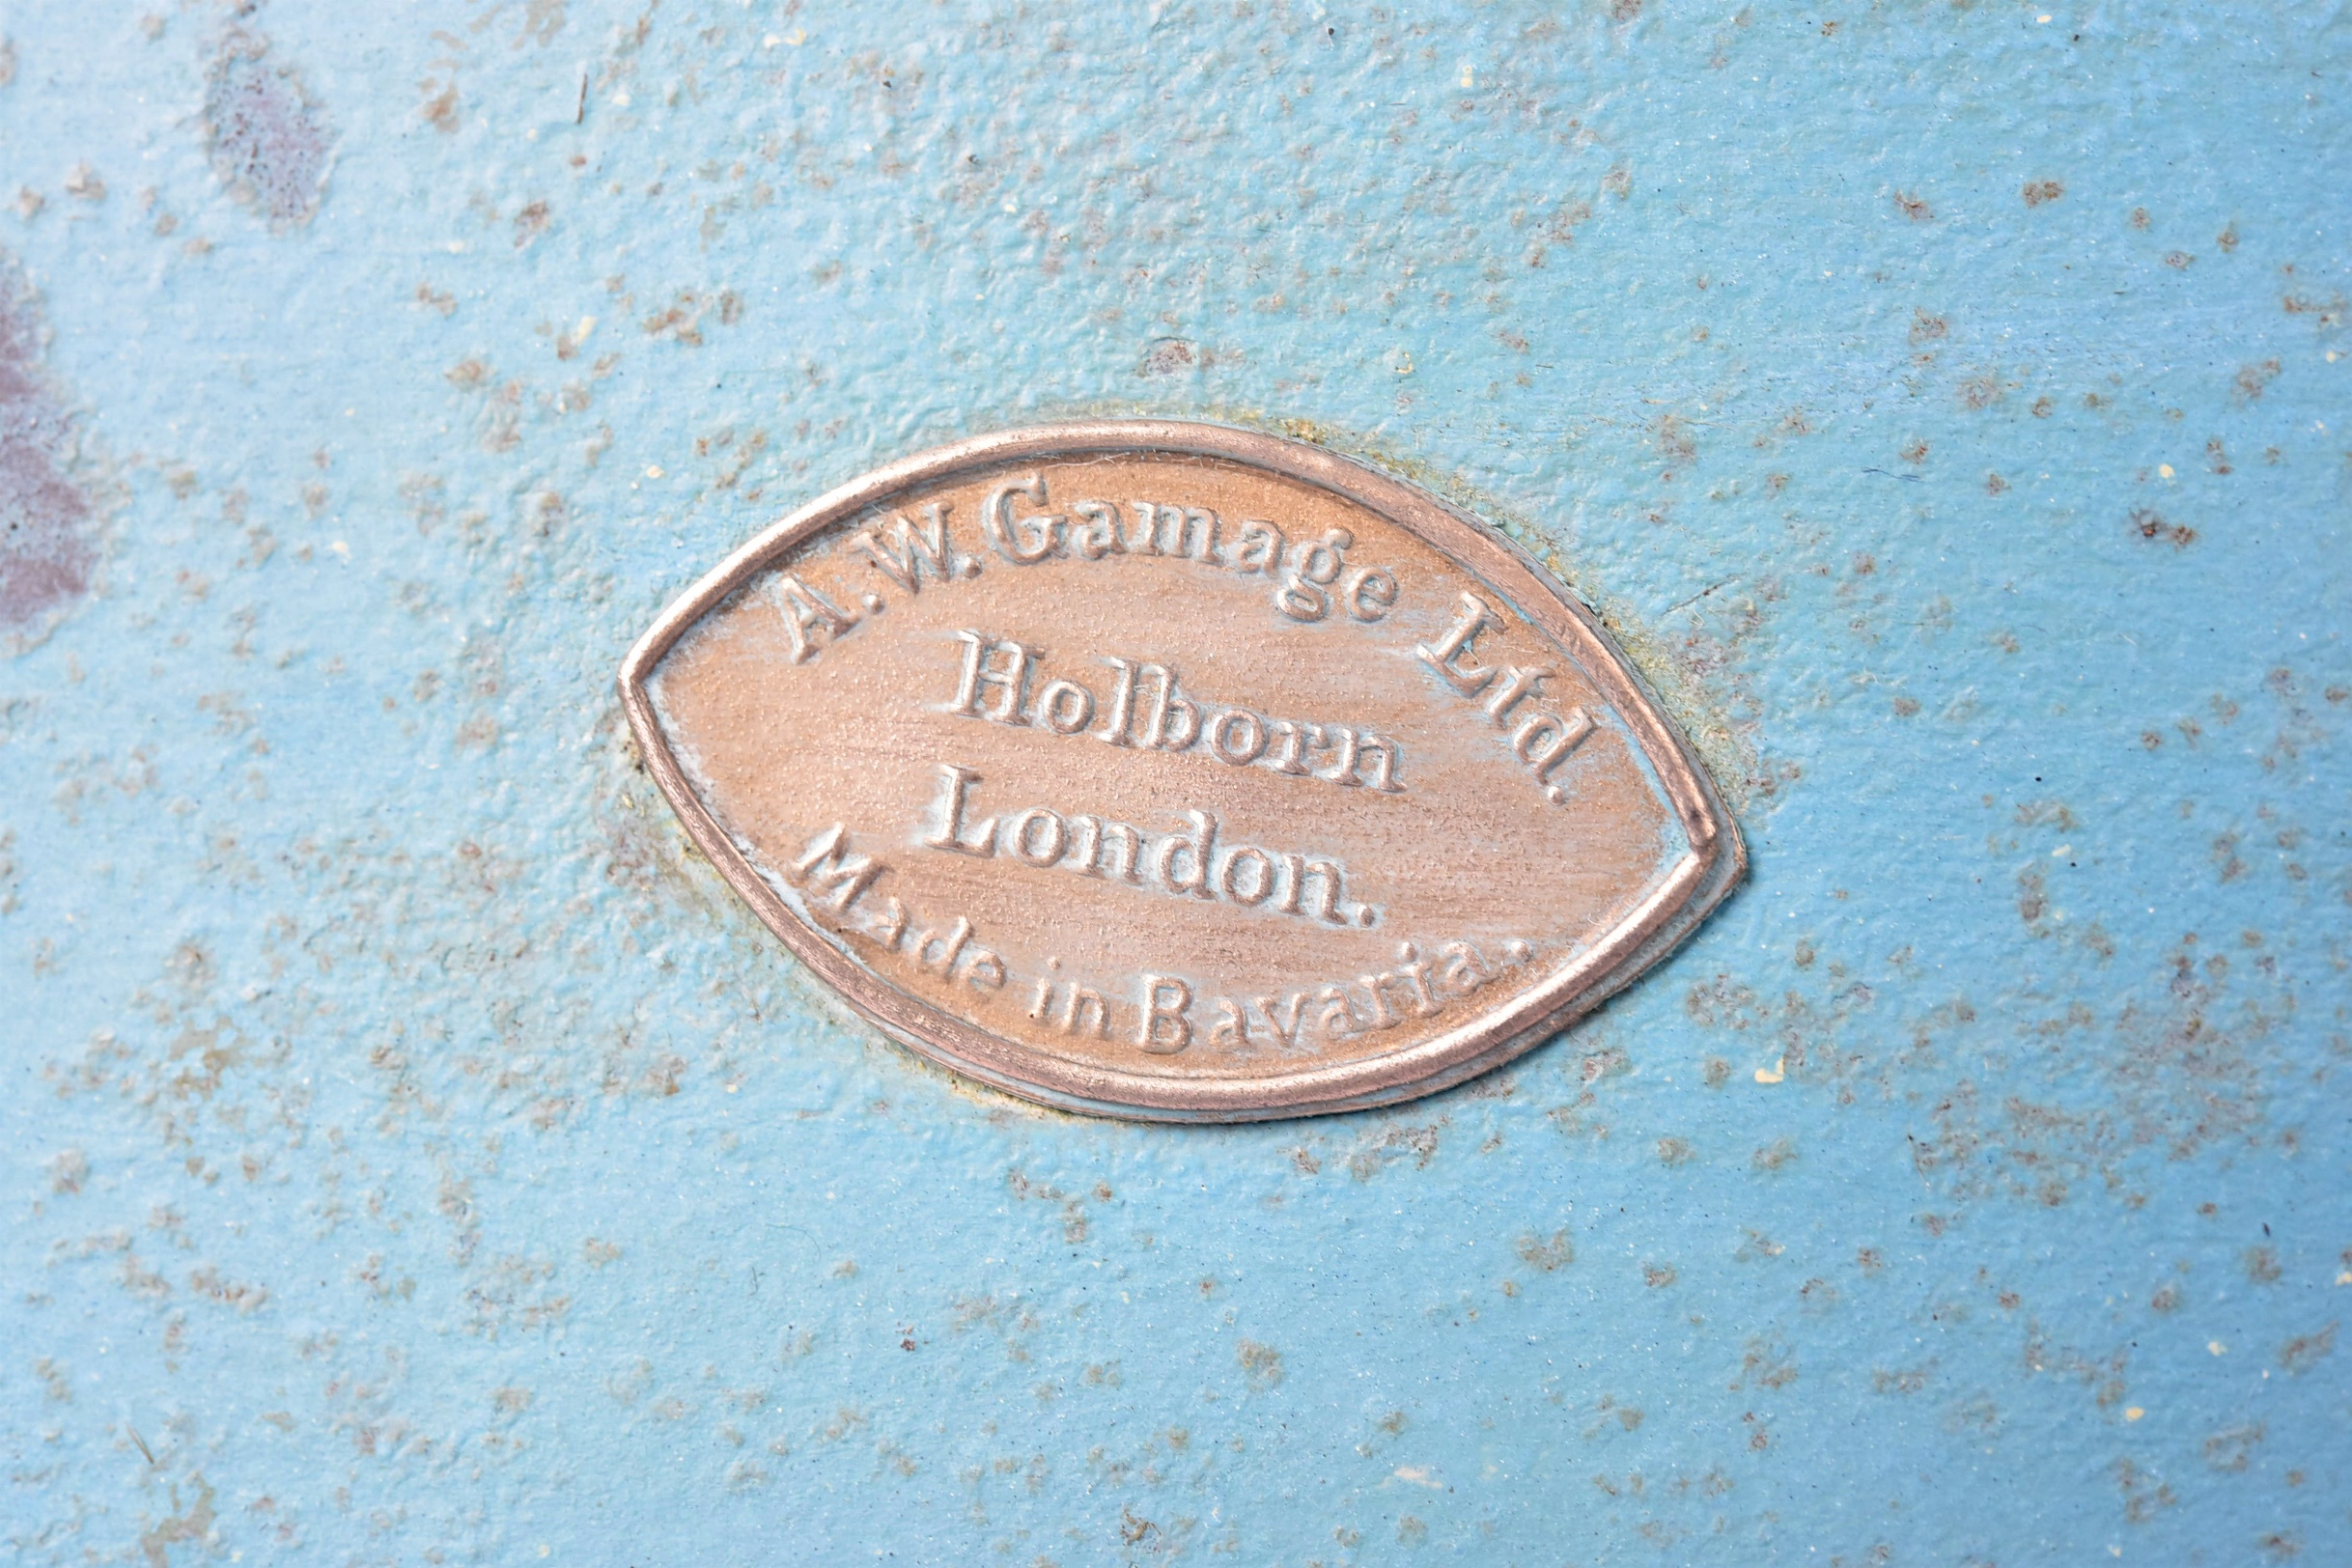 A.W. Gamage Ltd.
Holborn
London.
Made in Bavaria.